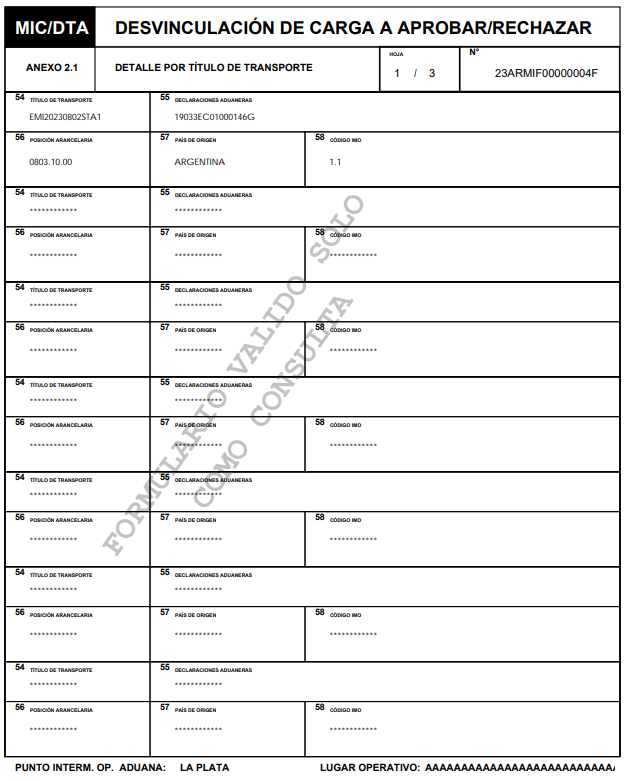 MIC/DTA DESVINCULACIÓN DE CARGA A APROBAR/RECHAZAR
ANEXO 2.1 DETALLE POR TÍTULO DE TRANSPORTE HOJA 1 / 3 N° 23ARMIF00000004F
54 TÍTULO DE TRANSPORTE 55 DECLARACIONES ADUANERAS
EMI20230802STA1 19033EC01000146G
56 POSICIÓN ARANCELARIA 57 PAÍS DE ORIGEN 58 CÓDIGO IMO
0803.10.00 ARGENTINA 1.1
54 TÍTULO DE TRANSPORTE 55 DECLARACIONES ADUANERAS
************ ************
56 POSICIÓN ARANCELARIA 57 PAÍS DE ORIGEN 58 CÓDIGO IMO
************ ************ ************
54 TÍTULO DE TRANSPORTE 55 DECLARACIONES ADUANERAS
************ ************
56 POSICIÓN ARANCELARIA 57 PAÍS DE ORIGEN 58 CÓDIGO IMO
************ ************ ************
54 TÍTULO DE TRANSPORTE 55 DECLARACIONES ADUANERAS
************ ************
56 POSICIÓN ARANCELARIA 57 PAÍS DE ORIGEN 58 CÓDIGO IMO
************ ************ ************
54 TÍTULO DE TRANSPORTE 55 DECLARACIONES ADUANERAS
************ ************
56 POSICIÓN ARANCELARIA 57 PAÍS DE ORIGEN 58 CÓDIGO IMO
************ ************ ************
54 TÍTULO DE TRANSPORTE 55 DECLARACIONES ADUANERAS
************ ************
56 POSICIÓN ARANCELARIA 57 PAÍS DE ORIGEN 58 CÓDIGO IMO
************ ************ ************
54 TÍTULO DE TRANSPORTE 55 DECLARACIONES ADUANERAS
************ ************
56 POSICIÓN ARANCELARIA 57 PAÍS DE ORIGEN 58 CÓDIGO IMO
************ ************ ************
FORMULARIO VALIDO SOLO
COMO CONSULTA
PUNTO INTERM. OP. ADUANA: LA PLATA LUGAR OPERATIVO: AAAAAAAAAAAAAAAAAAAAAAAAAA